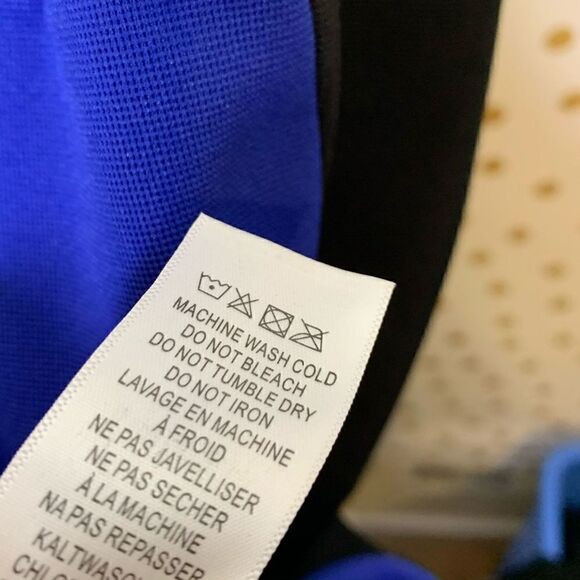 MACHINE WASH COLD
DO NOT BLEACH
DO NOT TUMBLE DRY
DO NOT IRON
LAVAGE EN MACHINE
À FROID
NE PAS JAVELLISER
NE PAS SECHER
À LA MACHINE
NA PAS REPASSER